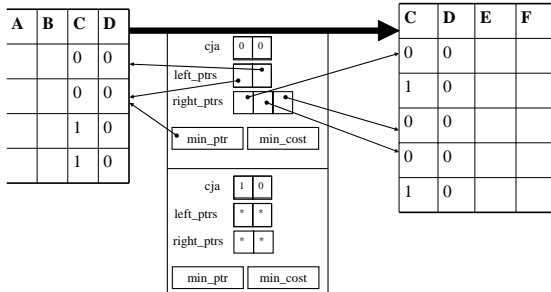 A B C D
0 0
0 0
1 0
1 0
cja 0 0
left_ptrs
right_ptrs
min_ptr min_cost
cja 1 0
left_ptrs * *
right_ptrs * *
min_ptr min_cost
C D E F
0 0
1 0
0 0
0 0
1 0